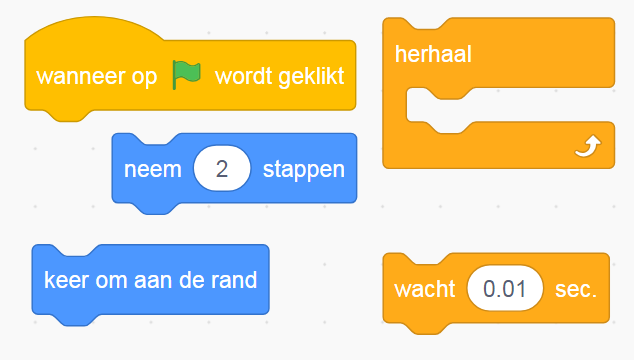 wanneer op wordt geklikt
herhaal
neem 2 stappen
keer om aan de rand
wacht 0.01 sec.